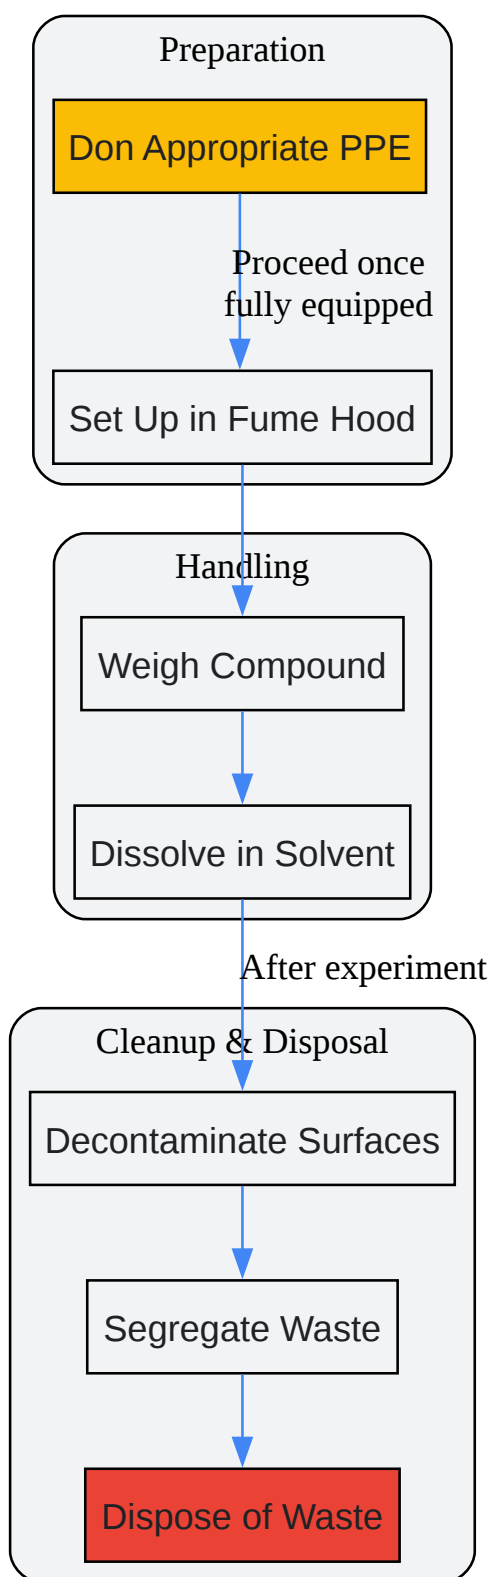 Preparation
Don Appropriate PPE
Proceed once
fully equipped
Set Up in Fume Hood
Handling
Weigh Compound
Dissolve in Solvent
After experiment
Cleanup & Disposal
Decontaminate Surfaces
Segregate Waste
Dispose of Waste